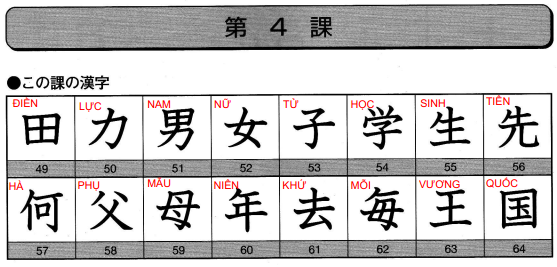 第 4 課
●この課の漢字
ĐIỀN LỰC NAM NỮ TỬ HỌC SINH TIÊN
田 力 男 女 子 学 生 先
49 50 51 52 53 54 55 56
HÀ PHỤ MẪU NIÊN KHỨ MỖI VƯƠNG QUỐC
何 父 母 年 去 毎 王 国
57 58 59 60 61 62 63 64